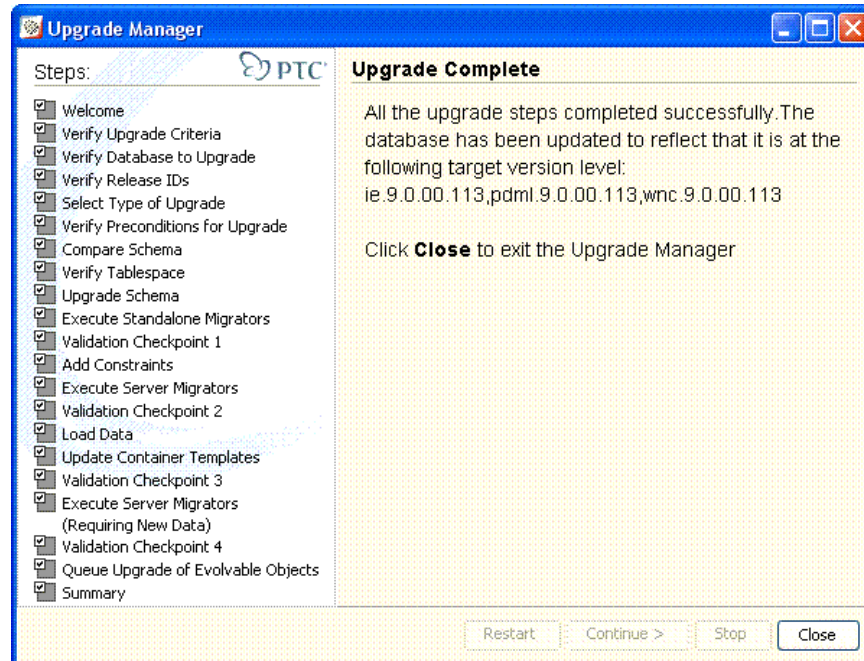 Upgrade Manager
Steps:
PTC
Welcome
Verify Upgrade Criteria
Verify Database to Upgrade
Verify Release IDs
Select Type of Upgrade
Verify Preconditions for Upgrade
Compare Schema
Verify Tablespace
Upgrade Schema
Execute Standalone Migrators
Validation Checkpoint 1
Add Constraints
Execute Server Migrators
Validation Checkpoint 2
Load Data
Update Container Templates
Validation Checkpoint 3
Execute Server Migrators
(Requiring New Data)
Validation Checkpoint 4
Queue Upgrade of Evolvable Objects
Summary
Upgrade Complete
All the upgrade steps completed successfully.The
database has been updated to reflect that it is at the
following target version level:
ie.9.0.00.113,pdml.9.0.00.113,wnc.9.0.00.113
Click Close to exit the Upgrade Manager
Restart
Continue >
Stop
Close